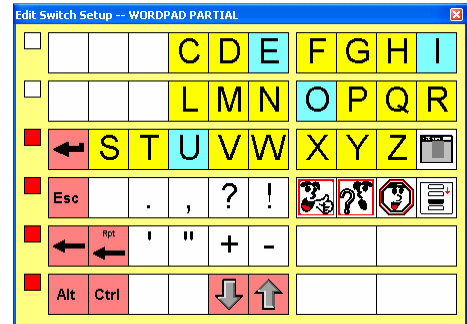 Edit Switch Setup -- WORDPAD PARTIAL
C D E F G H I
L M N O P Q R
S T U V W X Y Z
Esc . , ? !
Rpt ' " + -
Alt Ctrl